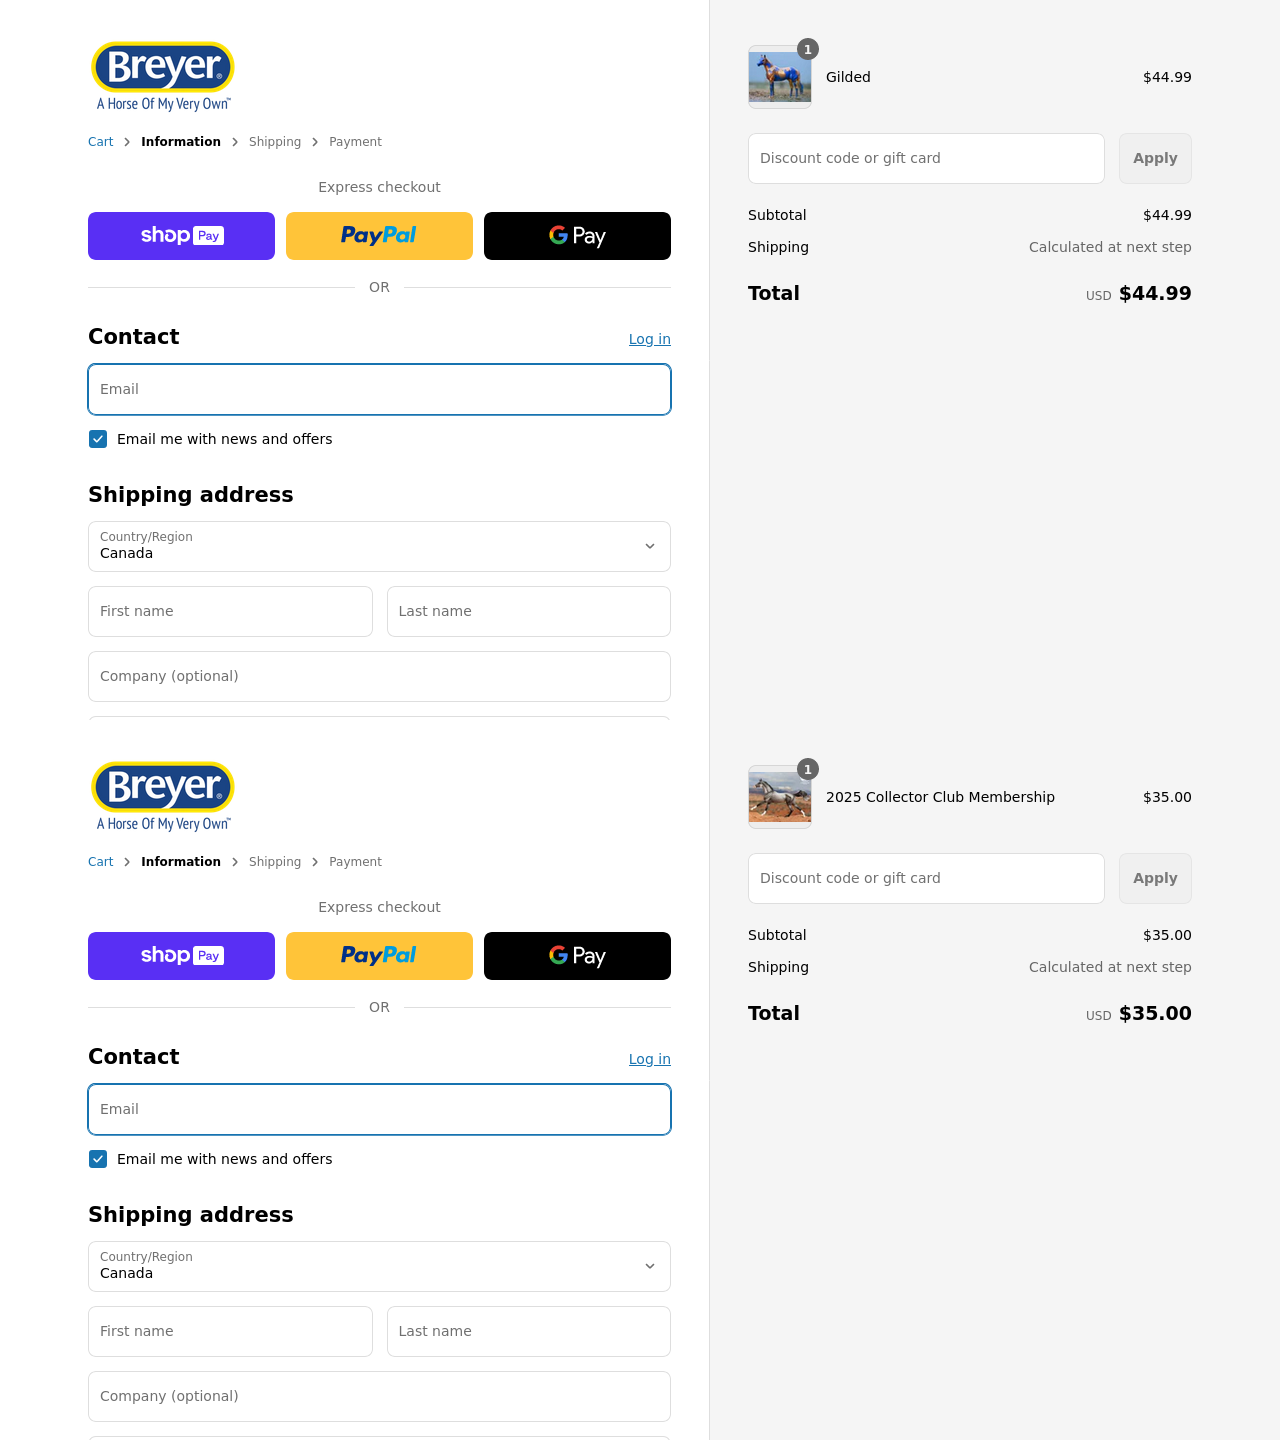 Breyer®
A Horse Of My Very Own™
Cart > Information > Shipping > Payment
Express checkout
shop Pay
PayPal
G Pay
OR
Contact
Log in
Email
Email me with news and offers
Shipping address
Country/Region
Canada
First name
Last name
Company (optional)
1
Gilded
$44.99
Discount code or gift card
Apply
Subtotal
$44.99
Shipping
Calculated at next step
Total
USD $44.99
Breyer®
A Horse Of My Very Own™
Cart > Information > Shipping > Payment
Express checkout
shop Pay
PayPal
G Pay
OR
Contact
Log in
Email
Email me with news and offers
Shipping address
Country/Region
Canada
First name
Last name
Company (optional)
1
2025 Collector Club Membership
$35.00
Discount code or gift card
Apply
Subtotal
$35.00
Shipping
Calculated at next step
Total
USD $35.00